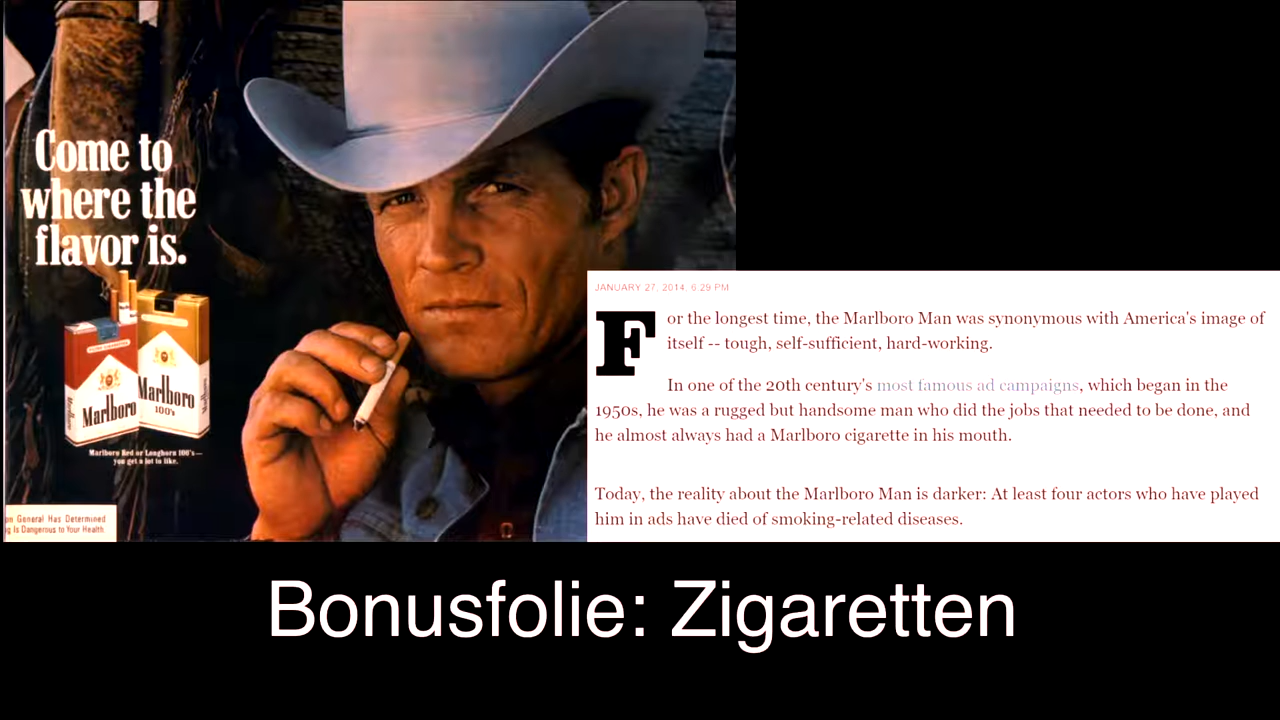 Come to
where the
flavor is.
Marlboro
Marlboro
100's
Marlboro
Marlboro Red or Longhorn 100's—
you get a lot to like.
on General Has Determined
g Is Dangerous to Your Health.
JANUARY 27, 2014, 6:29 PM
For the longest time, the Marlboro Man was synonymous with America's image of
itself -- tough, self-sufficient, hard-working.
In one of the 20th century's most famous ad campaigns, which began in the
1950s, he was a rugged but handsome man who did the jobs that needed to be done, and
he almost always had a Marlboro cigarette in his mouth.
Today, the reality about the Marlboro Man is darker: At least four actors who have played
him in ads have died of smoking-related diseases.
Bonusfolie: Zigaretten